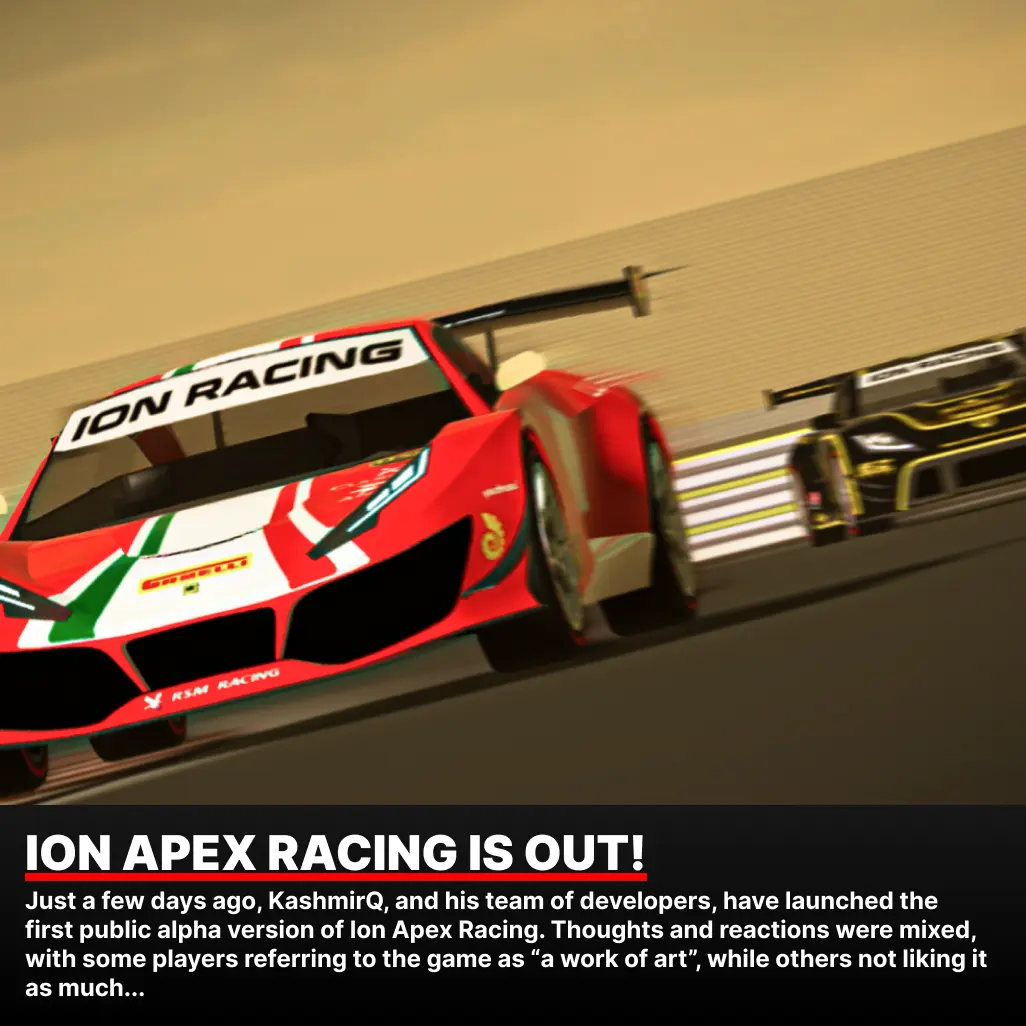 ION RACING
PIRELLI
RSM RACING
ION APEX RACING IS OUT!
Just a few days ago, KashmirQ, and his team of developers, have launched the
first public alpha version of Ion Apex Racing. Thoughts and reactions were mixed,
with some players referring to the game as “a work of art”, while others not liking it
as much...